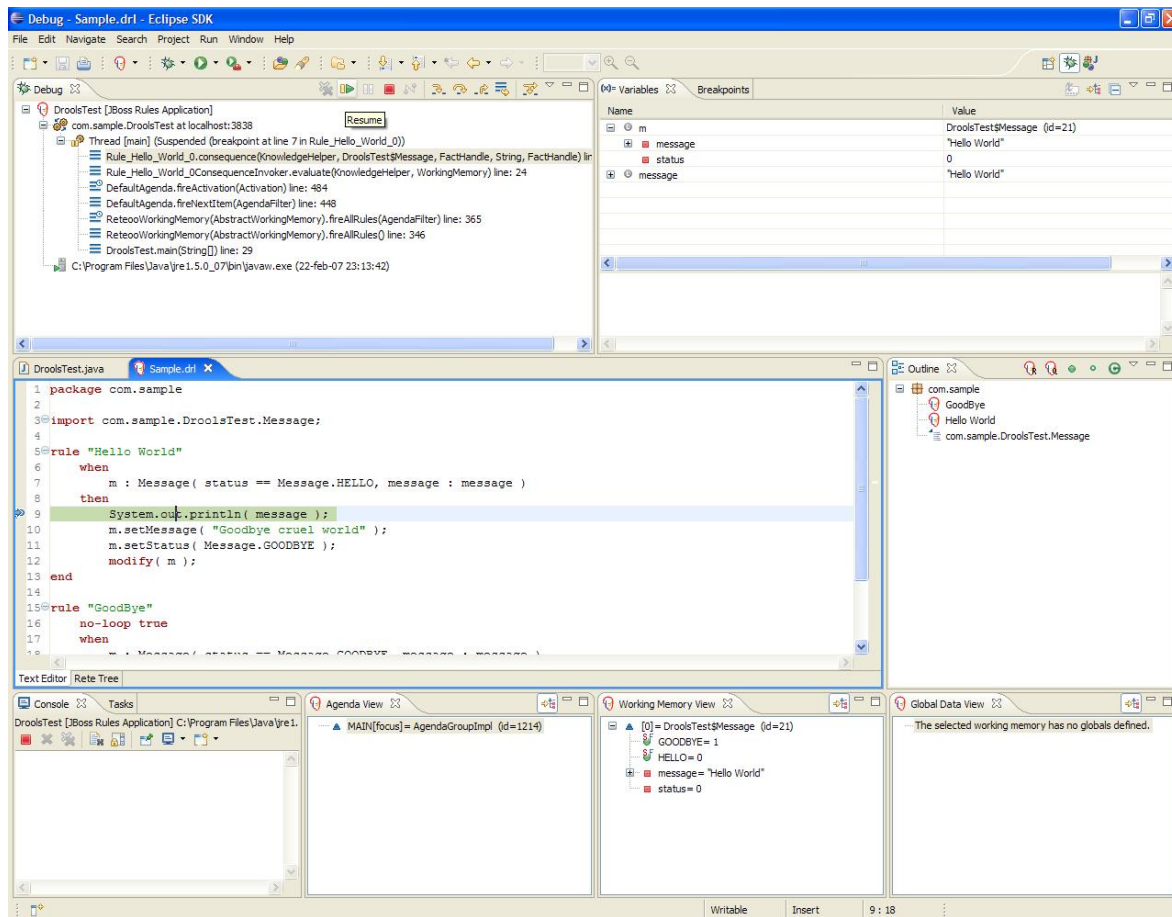 Debug - Sample.drl - Eclipse SDK
File Edit Navigate Search Project Run Window Help
Debug
DroolsTest [JBoss Rules Application]
Resume
com.sample.DroolsTest at localhost:3838
Thread [main] (Suspended (breakpoint at line 7 in Rule_Hello_World_0))
Rule_Hello_World_0.consequence(KnowledgeHelper, DroolsTest$Message, FactHandle, String, FactHandle) lin
Rule_Hello_World_0ConsequenceInvoker.evaluate(KnowledgeHelper, WorkingMemory) line: 24
DefaultAgenda.fireActivation(Activation) line: 484
DefaultAgenda.fireNextItem(AgendaFilter) line: 448
ReteooWorkingMemory(AbstractWorkingMemory).fireAllRules(AgendaFilter) line: 365
ReteooWorkingMemory(AbstractWorkingMemory).fireAllRules() line: 346
DroolsTest.main(String[]) line: 29
C:\Program Files\Java\jre1.5.0_07\bin\javaw.exe (22-feb-07 23:13:42)
(x)= Variables Breakpoints
Name Value
m DroolsTest$Message (id=21)
message "Hello World"
status 0
message "Hello World"
DroolsTest.java Sample.drl
1 package com.sample
2
3 import com.sample.DroolsTest.Message;
4
5 rule "Hello World"
6 when
7 m : Message( status == Message.HELLO, message : message )
8 then
9 System.out.println( message );
10 m.setMessage( "Goodbye cruel world" );
11 m.setStatus( Message.GOODBYE );
12 modify( m );
13 end
14
15 rule "GoodBye"
16 no-loop true
17 when
18 m : Message( status == Message.GOODBYE, message : message )
Text Editor Rete Tree
Outline
com.sample
GoodBye
Hello World
com.sample.DroolsTest.Message
Console Tasks
DroolsTest [JBoss Rules Application] C:\Program Files\Java\jre1.
Agenda View
MAIN[focus]= AgendaGroupImpl (id=1214)
Working Memory View
[0]= DroolsTest$Message (id=21)
GOODBYE= 1
HELLO= 0
message= "Hello World"
status= 0
Global Data View
The selected working memory has no globals defined.
Writable Insert 9 : 18